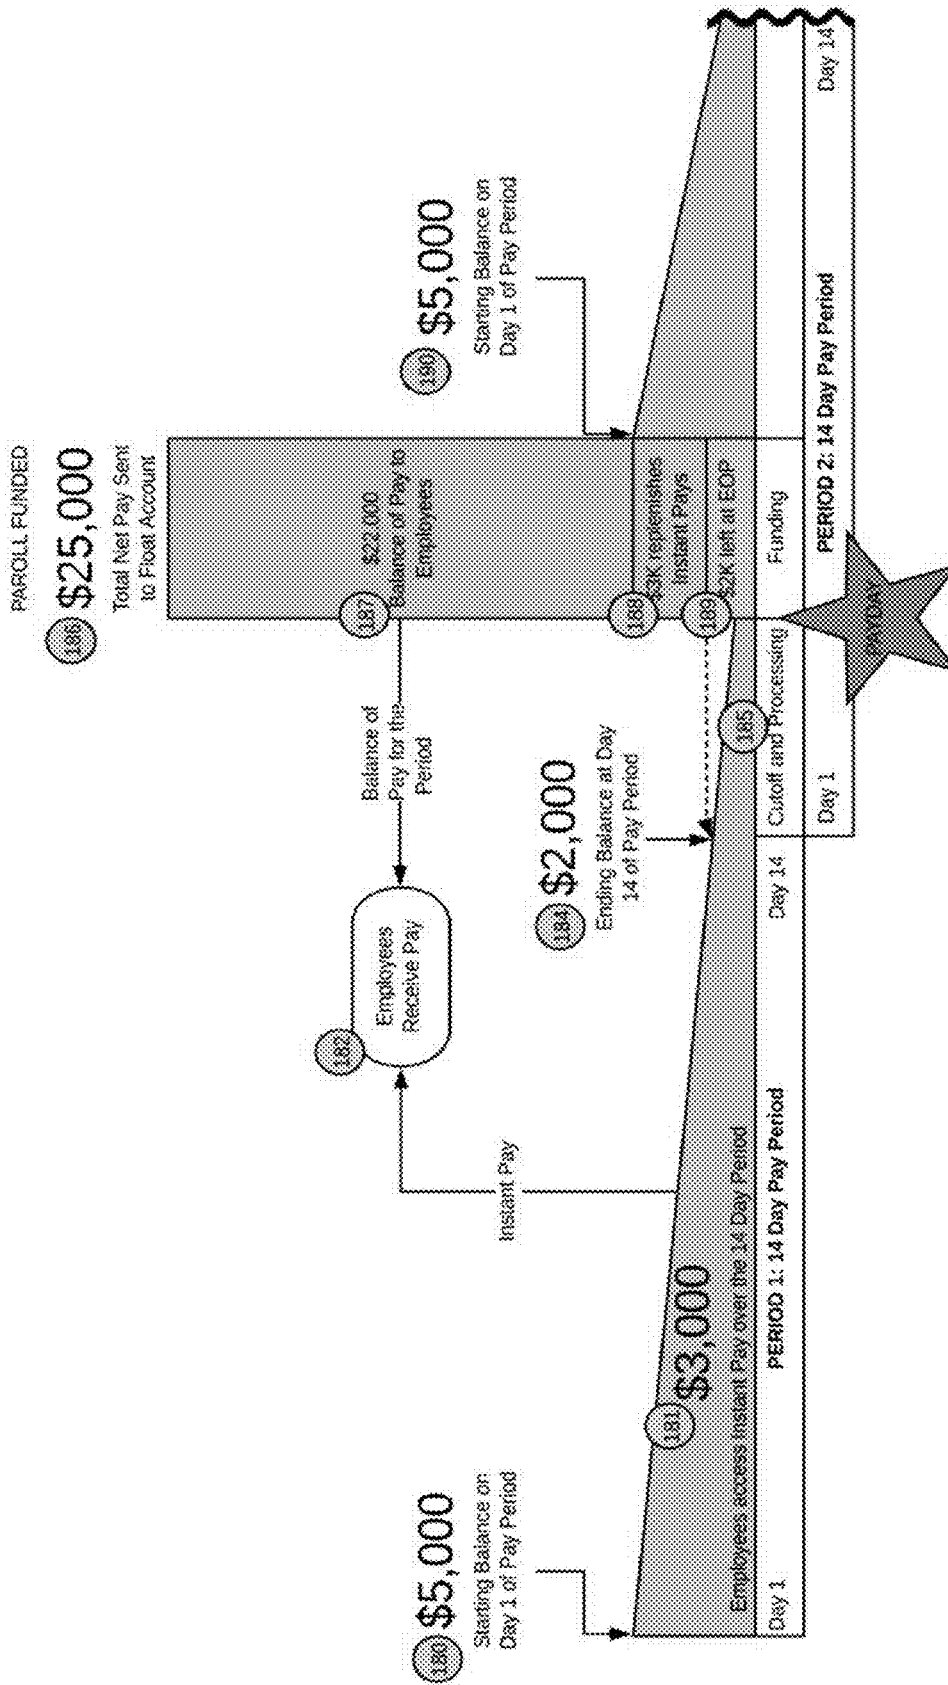 PAROLL FUNDED
186 $25,000
Total Net Pay Sent
to Float Account
180 $5,000
Starting Balance on
Day 1 of Pay Period
182
Employees
Receive Pay
Balance of
Pay for the
Period
187
$22,000
Balance of Pay to
Employees
190 $5,000
Starting Balance on
Day 1 of Pay Period
Instant Pay
184 $2,000
Ending Balance at Day
14 of Pay Period
188
$3K replenishes
Instant Pays
189
$2K left at EOP
181 $3,000
Employees access Instant Pay over the 14 Day Period
185
Day 1
PERIOD 1: 14 Day Pay Period
Day 14
Cutoff and Processing
Funding
Day 1
PERIOD 2: 14 Day Pay Period
Day 14
PAYDAY